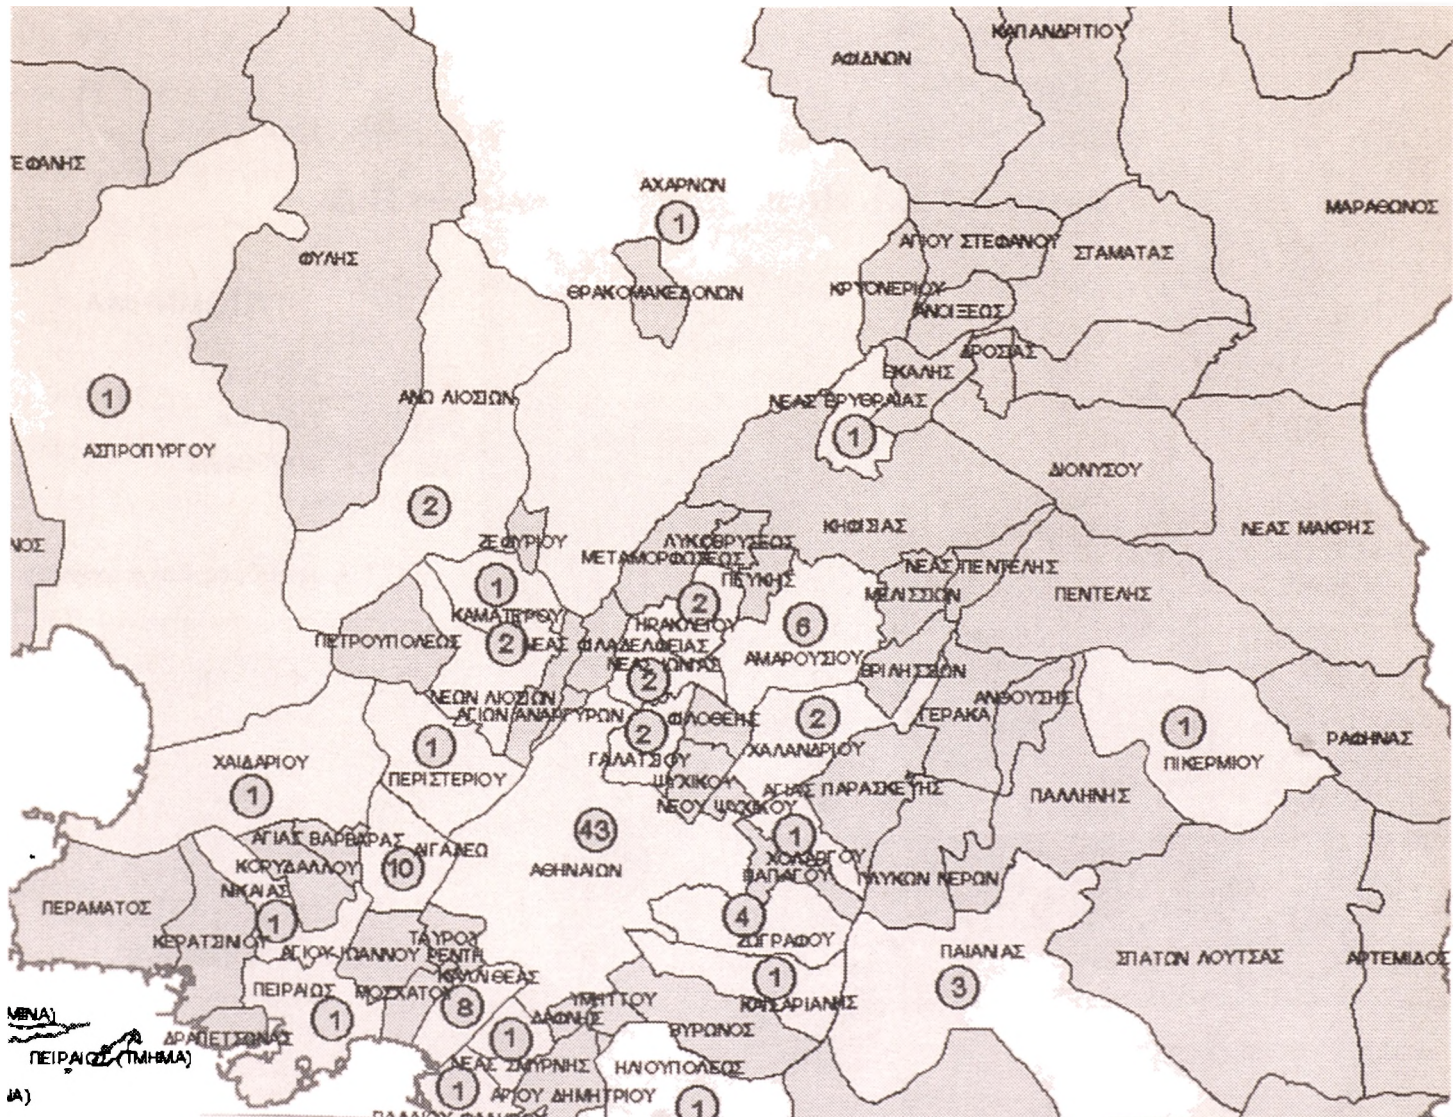 ΚΑΠΑΝΔΡΙΤΙΟΥ
ΑΦΙΔΝΩΝ
ΕΦΑΝΗΣ
ΑΧΑΡΝΩΝ
1
ΜΑΡΑΘΩΝΟΣ
ΑΓΙΟΥ ΣΤΕΦΑΝΟΥ
ΣΤΑΜΑΤΑΣ
ΦΥΛΗΣ
ΘΡΑΚΟΜΑΚΕΔΟΝΩΝ
ΚΡΥΟΝΕΡΙΟΥ
ΑΝΟΙΞΕΩΣ
ΔΡΟΣΙΑΣ
ΕΚΑΛΗΣ
1
ΑΝΩ ΛΙΟΣΙΩΝ
ΝΕΑΣ ΕΡΥΘΡΑΙΑΣ
1
ΑΣΠΡΟΠΥΡΓΟΥ
ΔΙΟΝΥΣΟΥ
2
ΚΗΦΙΣΙΑΣ
ΝΕΑΣ ΜΑΚΡΗΣ
ΝΟΣ
ΖΕΦΥΡΙΟΥ
ΛΥΚΟΒΡΥΣΕΩΣ
ΜΕΤΑΜΟΡΦΩΣΕΩΣ
ΝΕΑΣ ΠΕΝΤΕΛΗΣ
ΠΕΥΚΗΣ
1
ΜΕΛΙΣΣΙΩΝ
ΠΕΝΤΕΛΗΣ
2
ΚΑΜΑΤΕΡΟΥ
ΗΡΑΚΛΕΙΟΥ
6
ΠΕΤΡΟΥΠΟΛΕΩΣ
2
ΝΕΑΣ ΦΙΛΑΔΕΛΦΕΙΑΣ
ΑΜΑΡΟΥΣΙΟΥ
ΝΕΑΣ ΙΩΝΙΑΣ
2
ΒΡΙΛΗΣΣΙΩΝ
ΝΕΩΝ ΛΙΟΣΙΩΝ
ΑΝΘΟΥΣΗΣ
ΑΓΙΩΝ ΑΝΑΡΓΥΡΩΝ
ΦΙΛΟΘΕΗΣ
2
ΓΕΡΑΚΑ
1
2
1
ΡΑΦΗΝΑΣ
ΧΑΙΔΑΡΙΟΥ
ΓΑΛΑΤΣΙΟΥ
ΧΑΛΑΝΔΡΙΟΥ
ΠΙΚΕΡΜΙΟΥ
ΠΕΡΙΣΤΕΡΙΟΥ
ΨΥΧΙΚΟΥ
1
ΑΓΙΑΣ ΠΑΡΑΣΚΕΥΗΣ
ΠΑΛΛΗΝΗΣ
ΝΕΟΥ ΨΥΧΙΚΟΥ
43
1
ΑΓΙΑΣ ΒΑΡΒΑΡΑΣ
ΑΙΓΑΛΕΩ
ΧΟΛΑΡΓΟΥ
ΚΟΡΥΔΑΛΛΟΥ
10
ΑΘΗΝΑΙΩΝ
ΠΑΠΑΓΟΥ
ΓΛΥΚΩΝ ΝΕΡΩΝ
ΝΙΚΑΙΑΣ
ΠΕΡΑΜΑΤΟΣ
1
4
ΚΕΡΑΤΣΙΝΙΟΥ
ΤΑΥΡΟΥ
ΖΩΓΡΑΦΟΥ
ΑΓΙΟΥ ΙΩΑΝΝΟΥ ΡΕΝΤΗ
ΠΑΙΑΝΙΑΣ
ΣΠΑΤΩΝ ΛΟΥΤΣΑΣ
ΑΡΤΕΜΙΔΟΣ
ΚΑΛΛΙΘΕΑΣ
1
3
ΠΕΙΡΑΙΩΣ
ΜΟΣΧΑΤΟΥ
ΥΜΗΤΤΟΥ
ΚΑΙΣΑΡΙΑΝΗΣ
8
ΜΗΝΑ)
1
ΔΑΦΝΗΣ
ΒΥΡΩΝΟΣ
ΔΡΑΠΕΤΣΩΝΑΣ
1
ΠΕΙΡΑΙΩΣ (ΤΜΗΜΑ)
ΝΕΑΣ ΣΜΥΡΝΗΣ
ΗΛΙΟΥΠΟΛΕΩΣ
1
ΑΓΙΟΥ ΔΗΜΗΤΡΙΟΥ
1